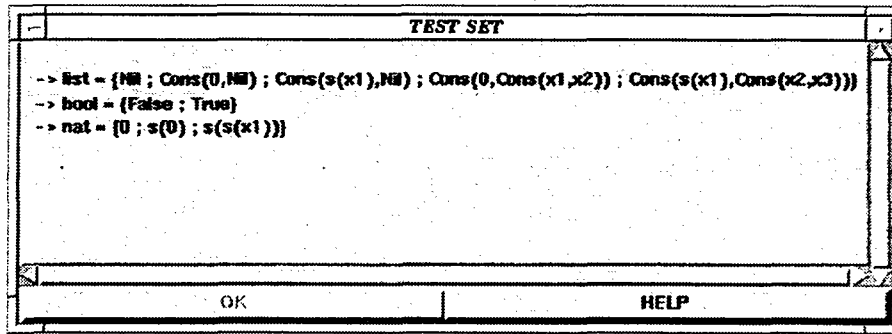 TEST SET
-> list = {Nil ; Cons(0,Nil) ; Cons(s(x1),Nil) ; Cons(0,Cons(x1,x2)) ; Cons(s(x1),Cons(x2,x3))}
-> bool = {False ; True}
-> nat = {0 ; s(0) ; s(s(x1))}
OK HELP